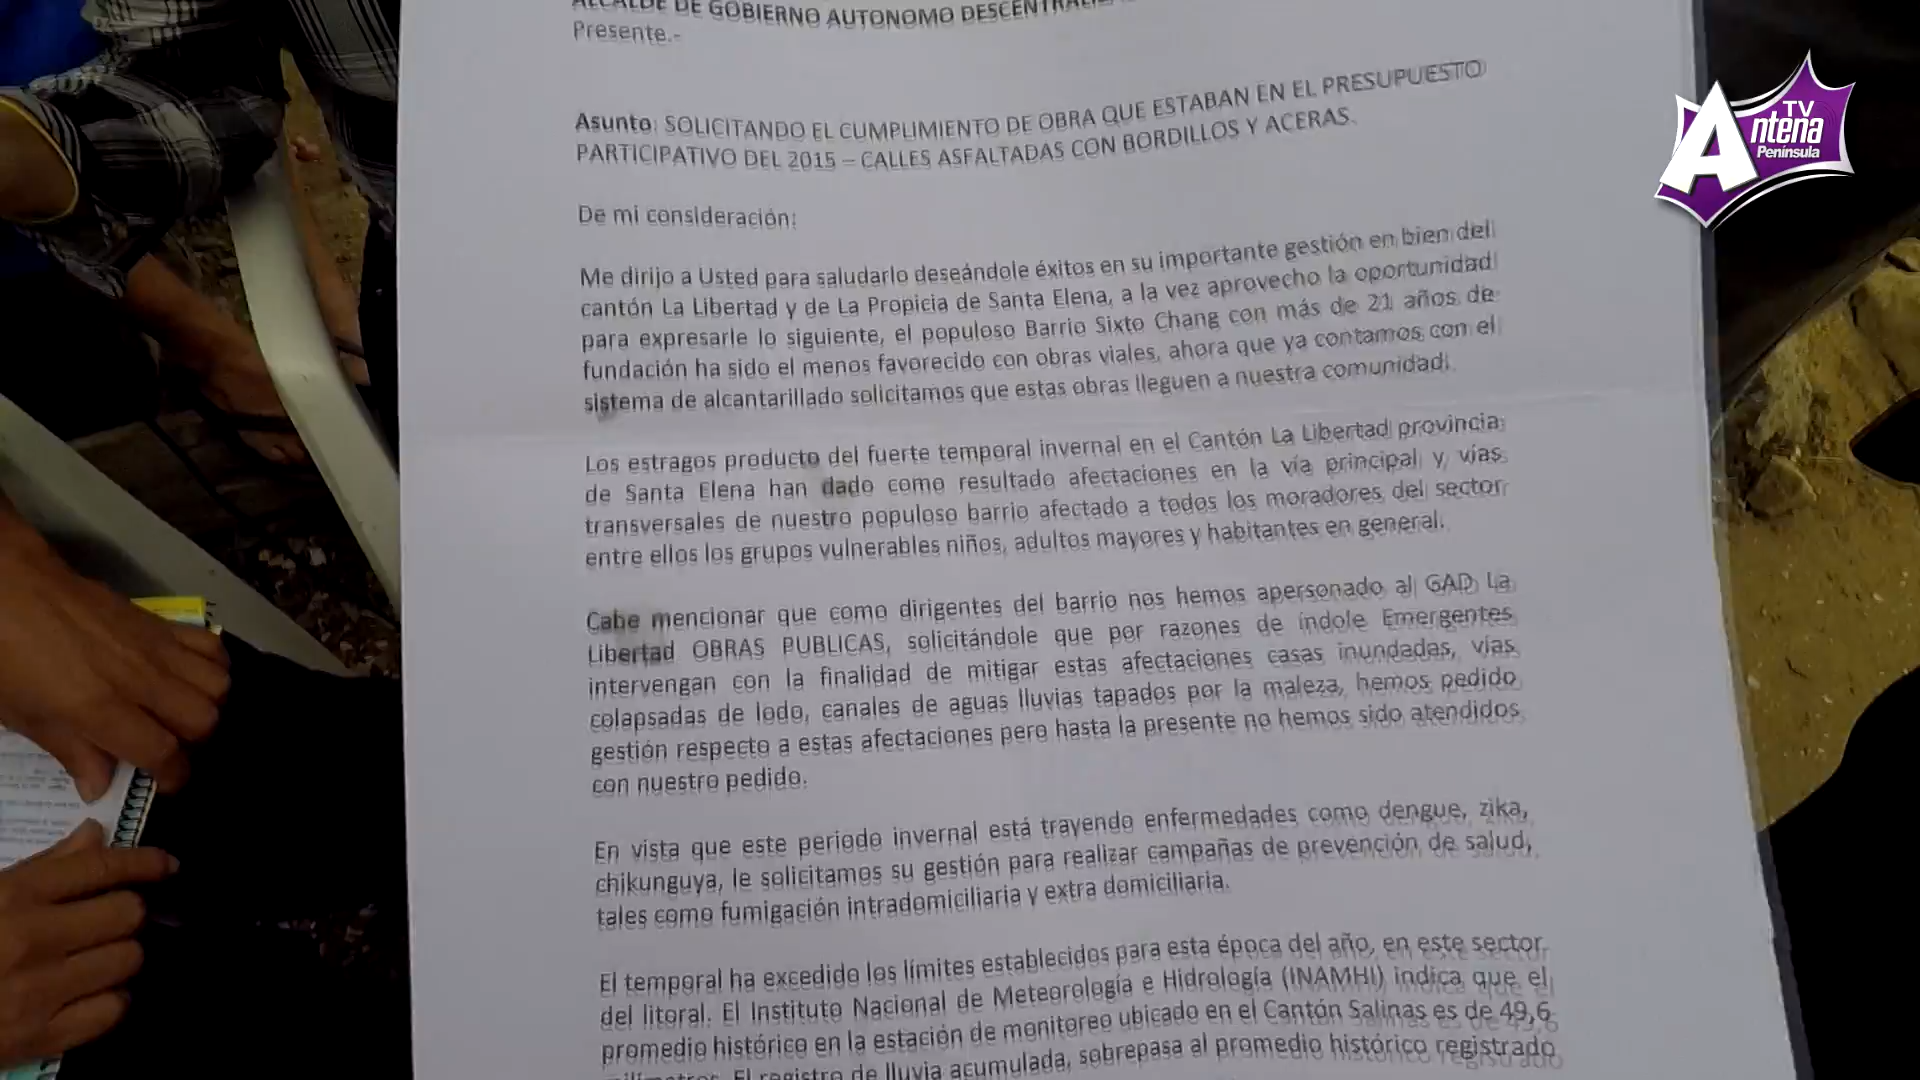 ALCALDE DE GOBIERNO AUTONOMO
Presente.-
Asunto: SOLICITANDO EL CUMPLIMIENTO DE OBRA QUE ESTABAN EN EL PRESUPUESTO
PARTICIPATIVO DEL 2015 – CALLES ASFALTADAS CON BORDILLOS Y ACERAS.
De mi consideración:
Me dirijo a Usted para saludarlo deseándole éxitos en su importante gestión en bien del
cantón La Libertad y de La Propicia de Santa Elena, a la vez aprovecho la oportunidad
para expresarle lo siguiente, el populoso Barrio Sixto Chang con más de 21 años de
fundación ha sido el menos favorecido con obras viales, ahora que ya contamos con el
sistema de alcantarillado solicitamos que estas obras lleguen a nuestra comunidad.
Los estragos producto del fuerte temporal invernal en el Cantón La Libertad provincia
de Santa Elena han dado como resultado afectaciones en la vía principal y vías
transversales de nuestro populoso barrio afectado a todos los moradores del sector
entre ellos los grupos vulnerables niños, adultos mayores y habitantes en general.
Cabe mencionar que como dirigentes del barrio nos hemos apersonado al GAD La
Libertad OBRAS PUBLICAS, solicitándole que por razones de índole Emergentes
intervengan con la finalidad de mitigar estas afectaciones casas inundadas, vías
colapsadas de lodo, canales de aguas lluvias tapados por la maleza, hemos pedido
gestión respecto a estas afectaciones pero hasta la presente no hemos sido atendidos
con nuestro pedido.
En vista que este periodo invernal está trayendo enfermedades como dengue, zika,
chikunguya, le solicitamos su gestión para realizar campañas de prevención de salud,
tales como fumigación intradomiciliaria y extra domiciliaria.
El temporal ha excedido los límites establecidos para esta época del año, en este sector
del litoral. El Instituto Nacional de Meteorología e Hidrología (INAMHI) indica que el
promedio histórico en la estación de monitoreo ubicado en el Cantón Salinas es de 49,6
El registro de lluvia acumulada, sobrepasa al promedio histórico registrado
TV
Antena
Península